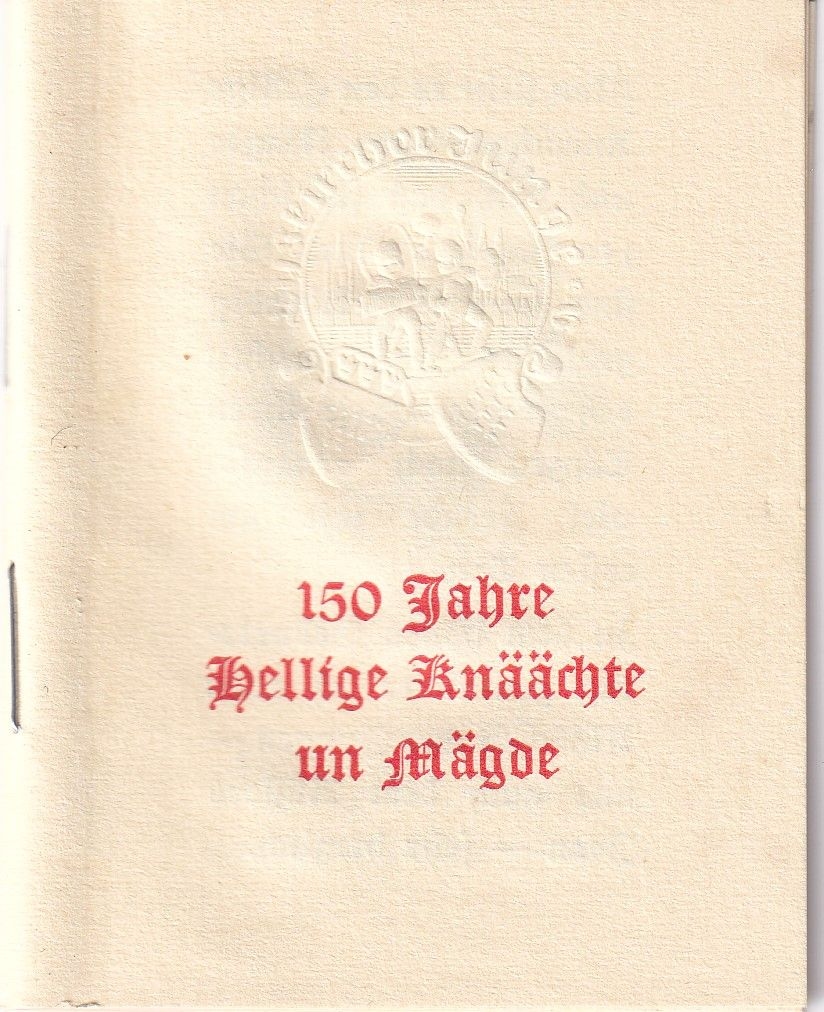 150 Jahre
Hellige Knäächte
un Mägde